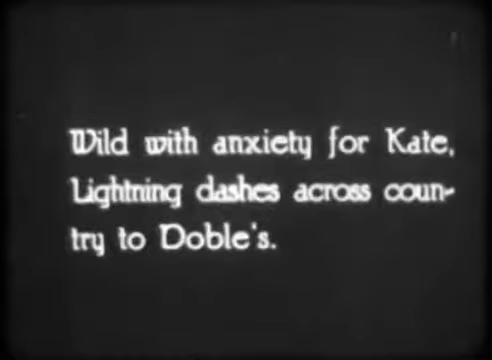 Wild with anxiety for Kate,
Lightning dashes across coun-
try to Doble's.